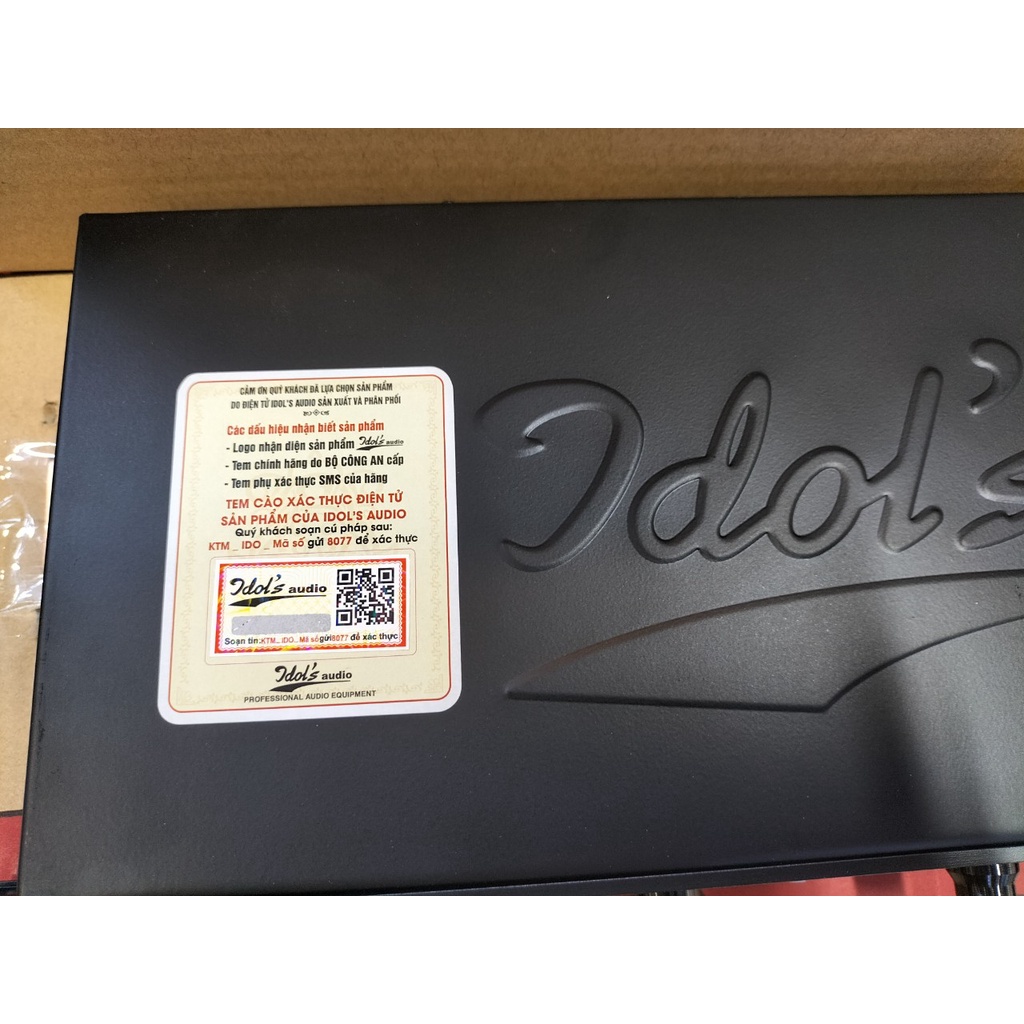 CẢM ƠN QUÝ KHÁCH ĐÃ LỰA CHỌN SẢN PHẨM
DO ĐIỆN TỬ IDOL'S AUDIO SẢN XUẤT VÀ PHÂN PHỐI
Các dấu hiệu nhận biết sản phẩm
- Logo nhận diện sản phẩm Idol's audio
- Tem chính hãng do BỘ CÔNG AN cấp
- Tem phụ xác thực SMS của hãng
TEM CÀO XÁC THỰC ĐIỆN TỬ
SẢN PHẨM CỦA IDOL'S AUDIO
Quý khách soạn cú pháp sau:
KTM _ IDO _ Mã số gửi 8077 để xác thực
Idol's audio
Soạn tin:KTM_ IDO_ Mã số gửi 8077 để xác thực
Idol's audio
PROFESSIONAL AUDIO EQUIPMENT
Idol's